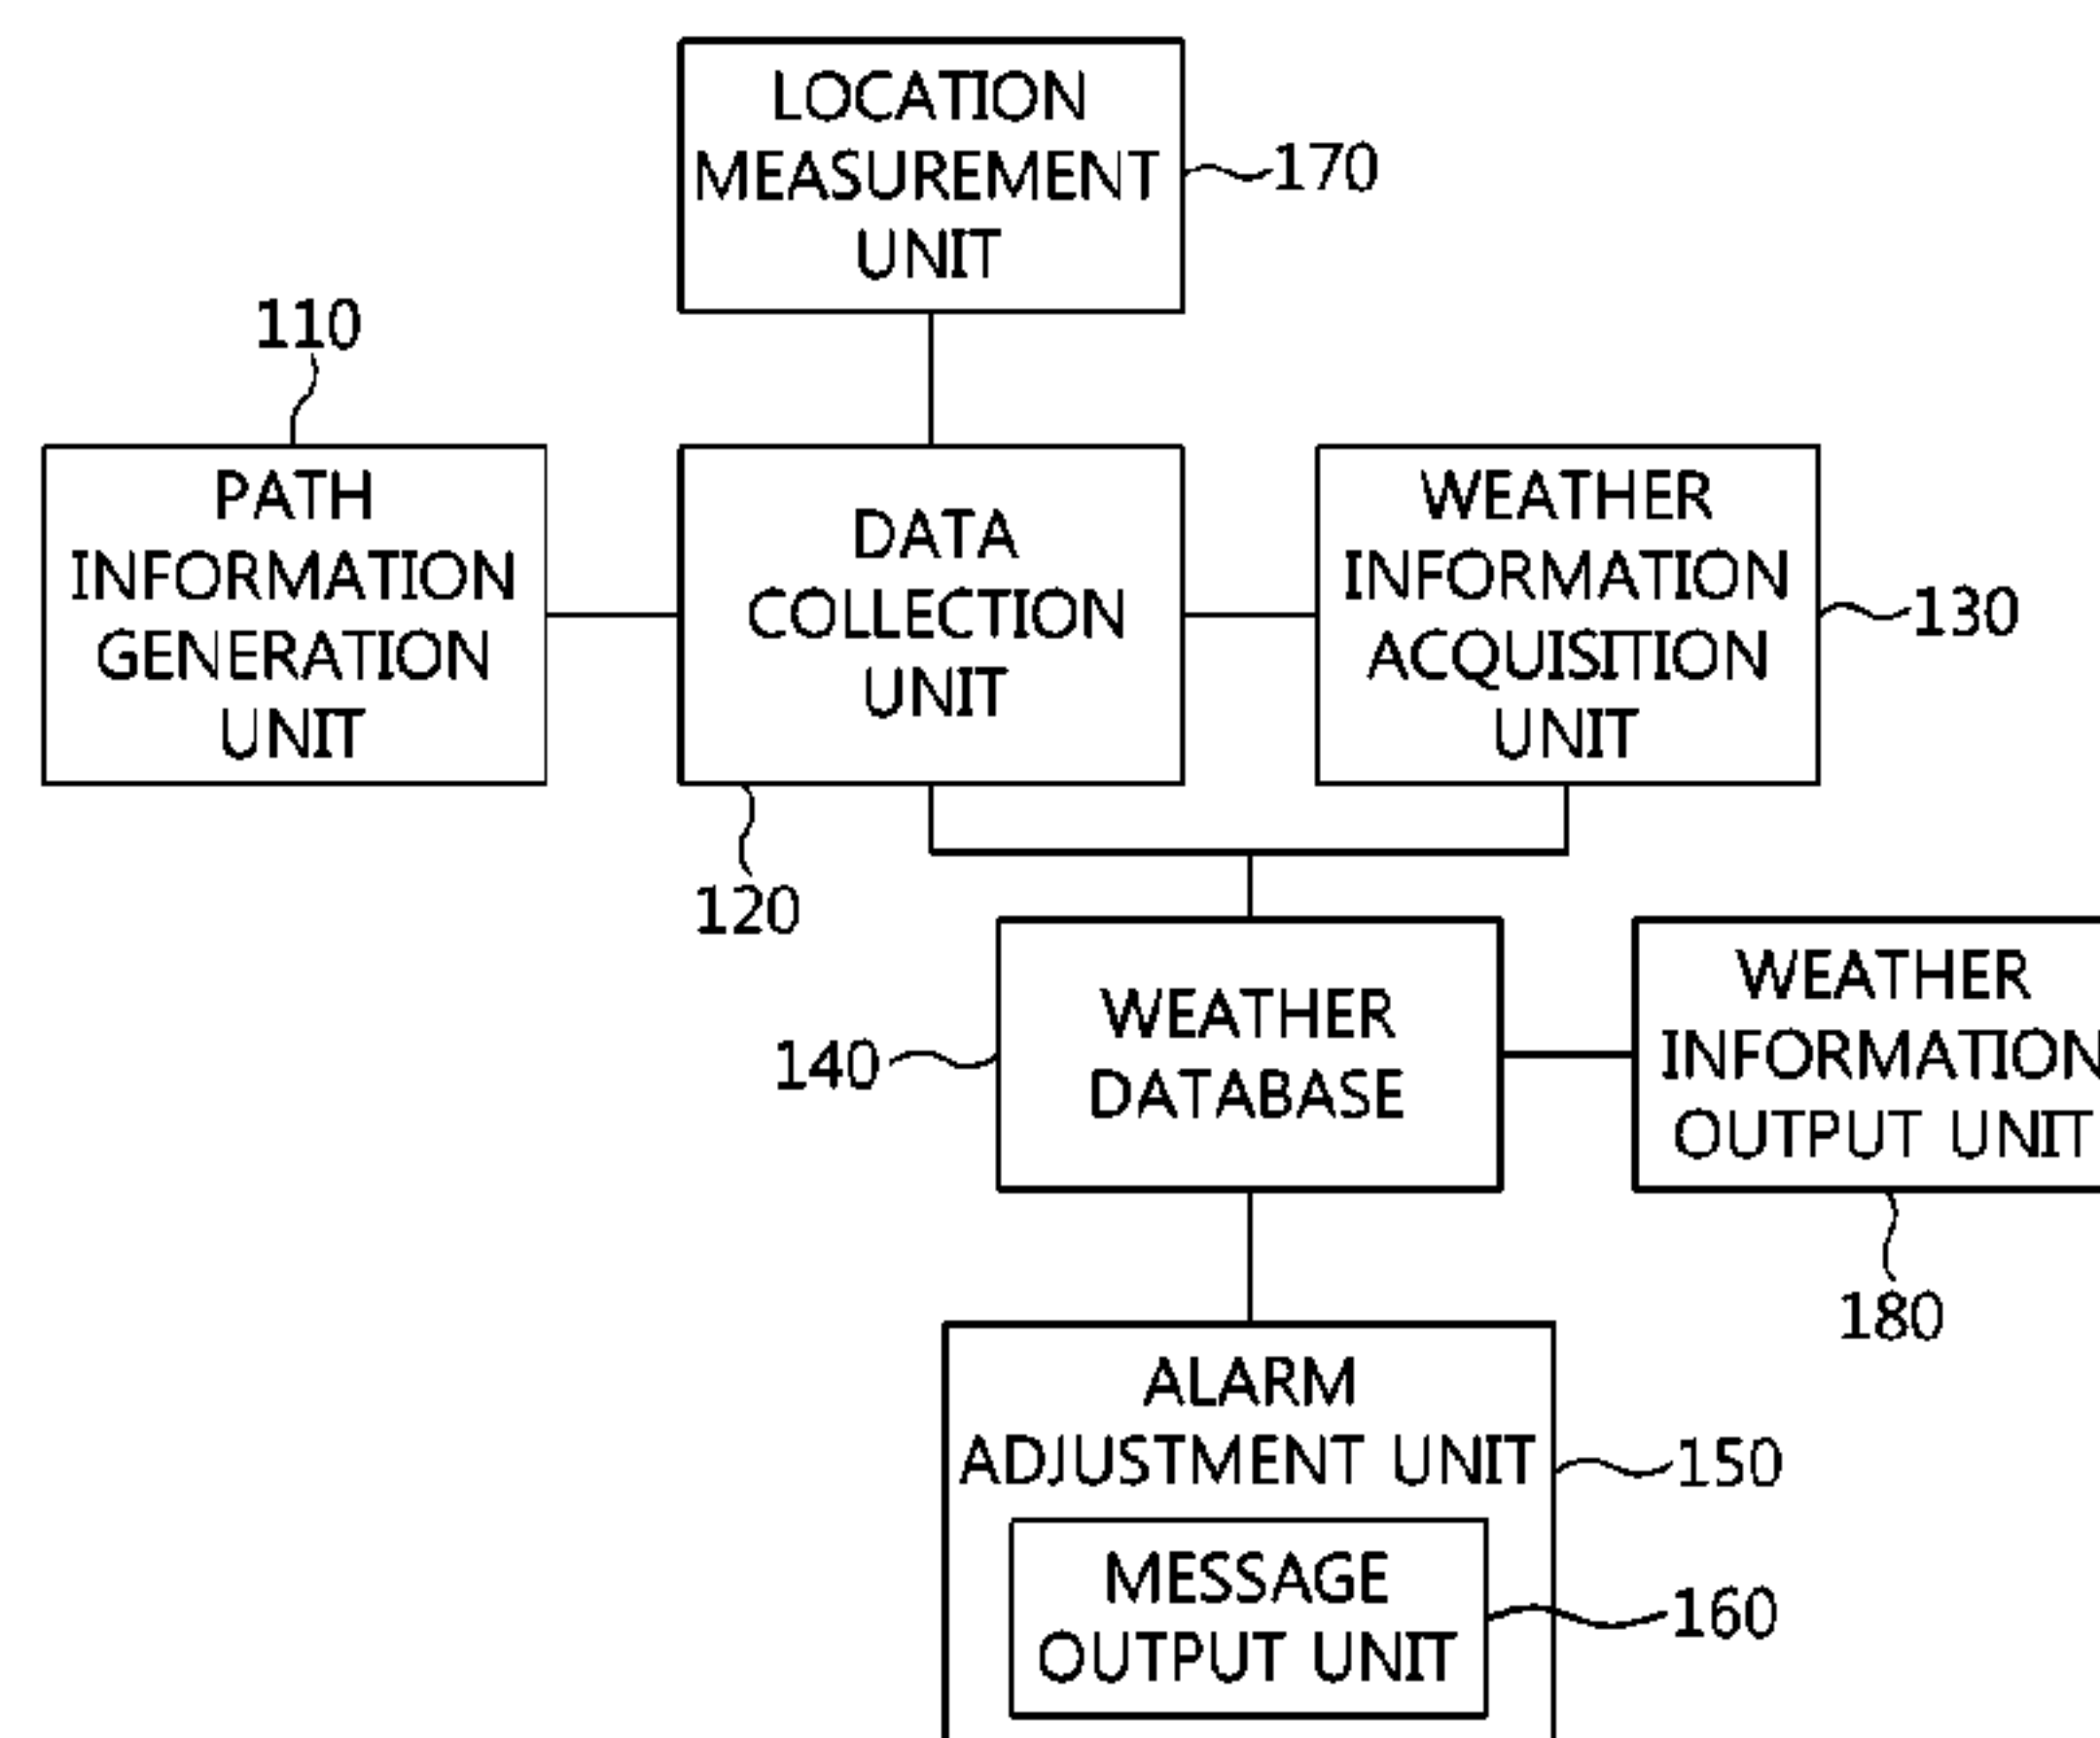 LOCATION
MEASUREMENT
UNIT
170
110
PATH
INFORMATION
GENERATION
UNIT
DATA
COLLECTION
UNIT
120
WEATHER
INFORMATION
ACQUISITION
UNIT
130
WEATHER
DATABASE
140
WEATHER
INFORMATION
OUTPUT UNIT
180
ALARM
ADJUSTMENT UNIT
150
MESSAGE
OUTPUT UNIT
160